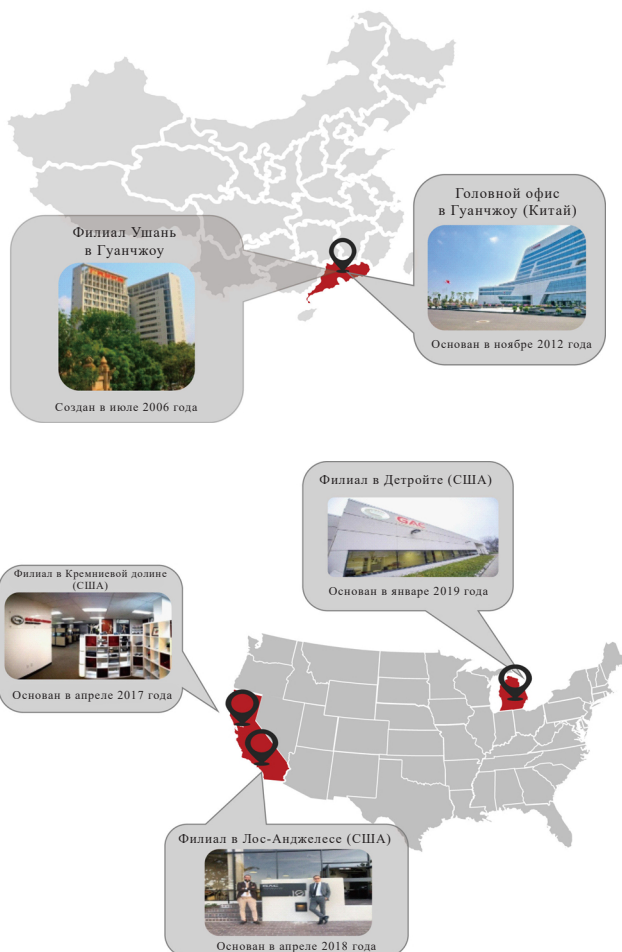 Филиал Ушань
в Гуанчжоу
Создан в июле 2006 года
Головной офис
в Гуанчжоу (Китай)
Основан в ноябре 2012 года
Филиал в Детройте (США)
GAC
Основан в январе 2019 года
Филиал в Кремниевой долине
(США)
Основан в апреле 2017 года
Филиал в Лос-Анджелесе (США)
Основан в апреле 2018 года